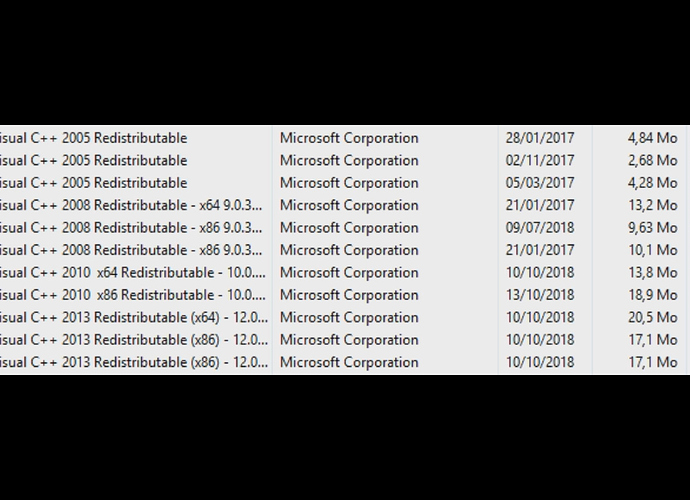 isual C++ 2005 Redistributable Microsoft Corporation 28/01/2017 4,84 Mo
isual C++ 2005 Redistributable Microsoft Corporation 02/11/2017 2,68 Mo
isual C++ 2005 Redistributable Microsoft Corporation 05/03/2017 4,28 Mo
isual C++ 2008 Redistributable - x64 9.0.3... Microsoft Corporation 21/01/2017 13,2 Mo
isual C++ 2008 Redistributable - x86 9.0.3... Microsoft Corporation 09/07/2018 9,63 Mo
isual C++ 2008 Redistributable - x86 9.0.3... Microsoft Corporation 21/01/2017 10,1 Mo
isual C++ 2010  x64 Redistributable - 10.0.... Microsoft Corporation 10/10/2018 13,8 Mo
isual C++ 2010  x86 Redistributable - 10.0.... Microsoft Corporation 13/10/2018 18,9 Mo
isual C++ 2013 Redistributable (x64) - 12.0... Microsoft Corporation 10/10/2018 20,5 Mo
isual C++ 2013 Redistributable (x86) - 12.0... Microsoft Corporation 10/10/2018 17,1 Mo
isual C++ 2013 Redistributable (x86) - 12.0... Microsoft Corporation 10/10/2018 17,1 Mo